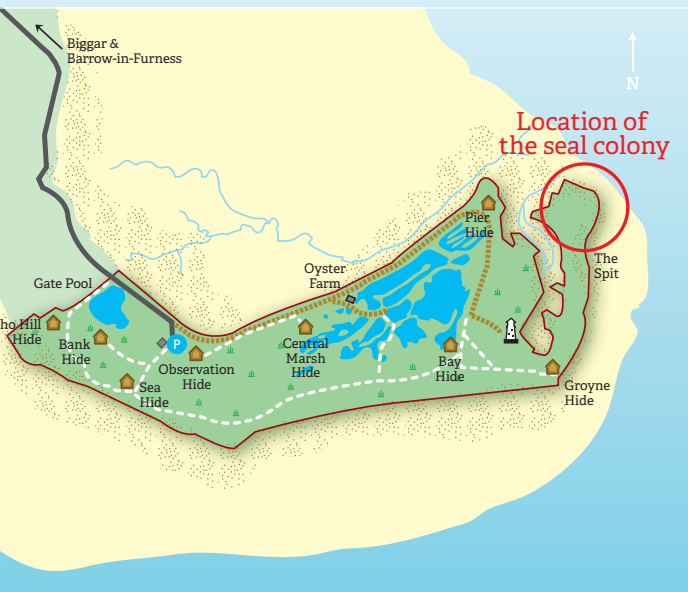 Biggar &
Barrow-in-Furness
N
Location of
the seal colony
Pier
Hide
The
Spit
Oyster
Farm
Gate Pool
ho Hill
Hide
Bank
Hide
P
Observation
Hide
Sea
Hide
Central
Marsh
Hide
Bay
Hide
Groyne
Hide